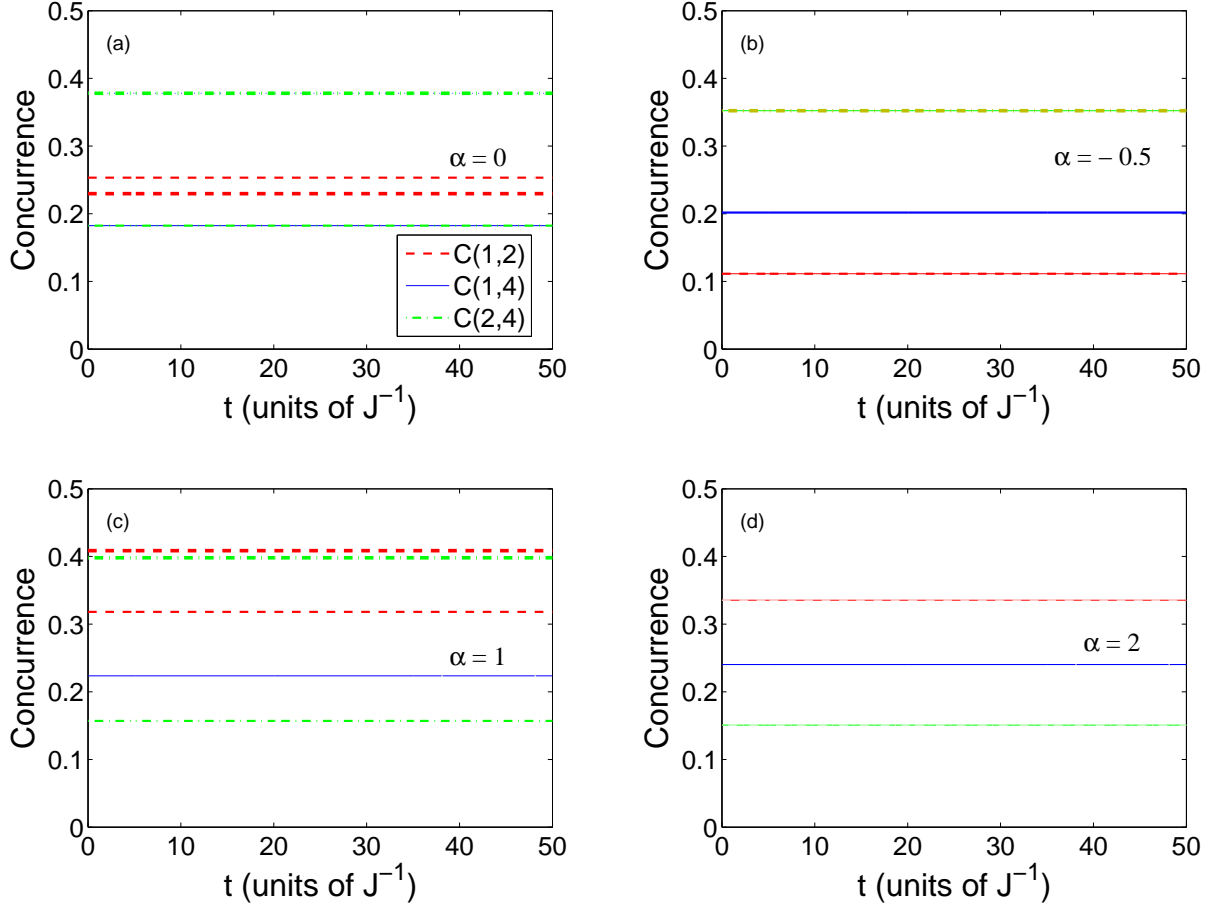 (a)
0.5
0.4
0.3
0.2
0.1
0
Concurrence
α = 0
C(1,2)
C(1,4)
C(2,4)
0 10 20 30 40 50
t (units of J⁻¹)
(b)
0.5
0.4
0.3
0.2
0.1
0
Concurrence
α = − 0.5
0 10 20 30 40 50
t (units of J⁻¹)
(c)
0.5
0.4
0.3
0.2
0.1
0
Concurrence
α = 1
0 10 20 30 40 50
t (units of J⁻¹)
(d)
0.5
0.4
0.3
0.2
0.1
0
Concurrence
α = 2
0 10 20 30 40 50
t (units of J⁻¹)